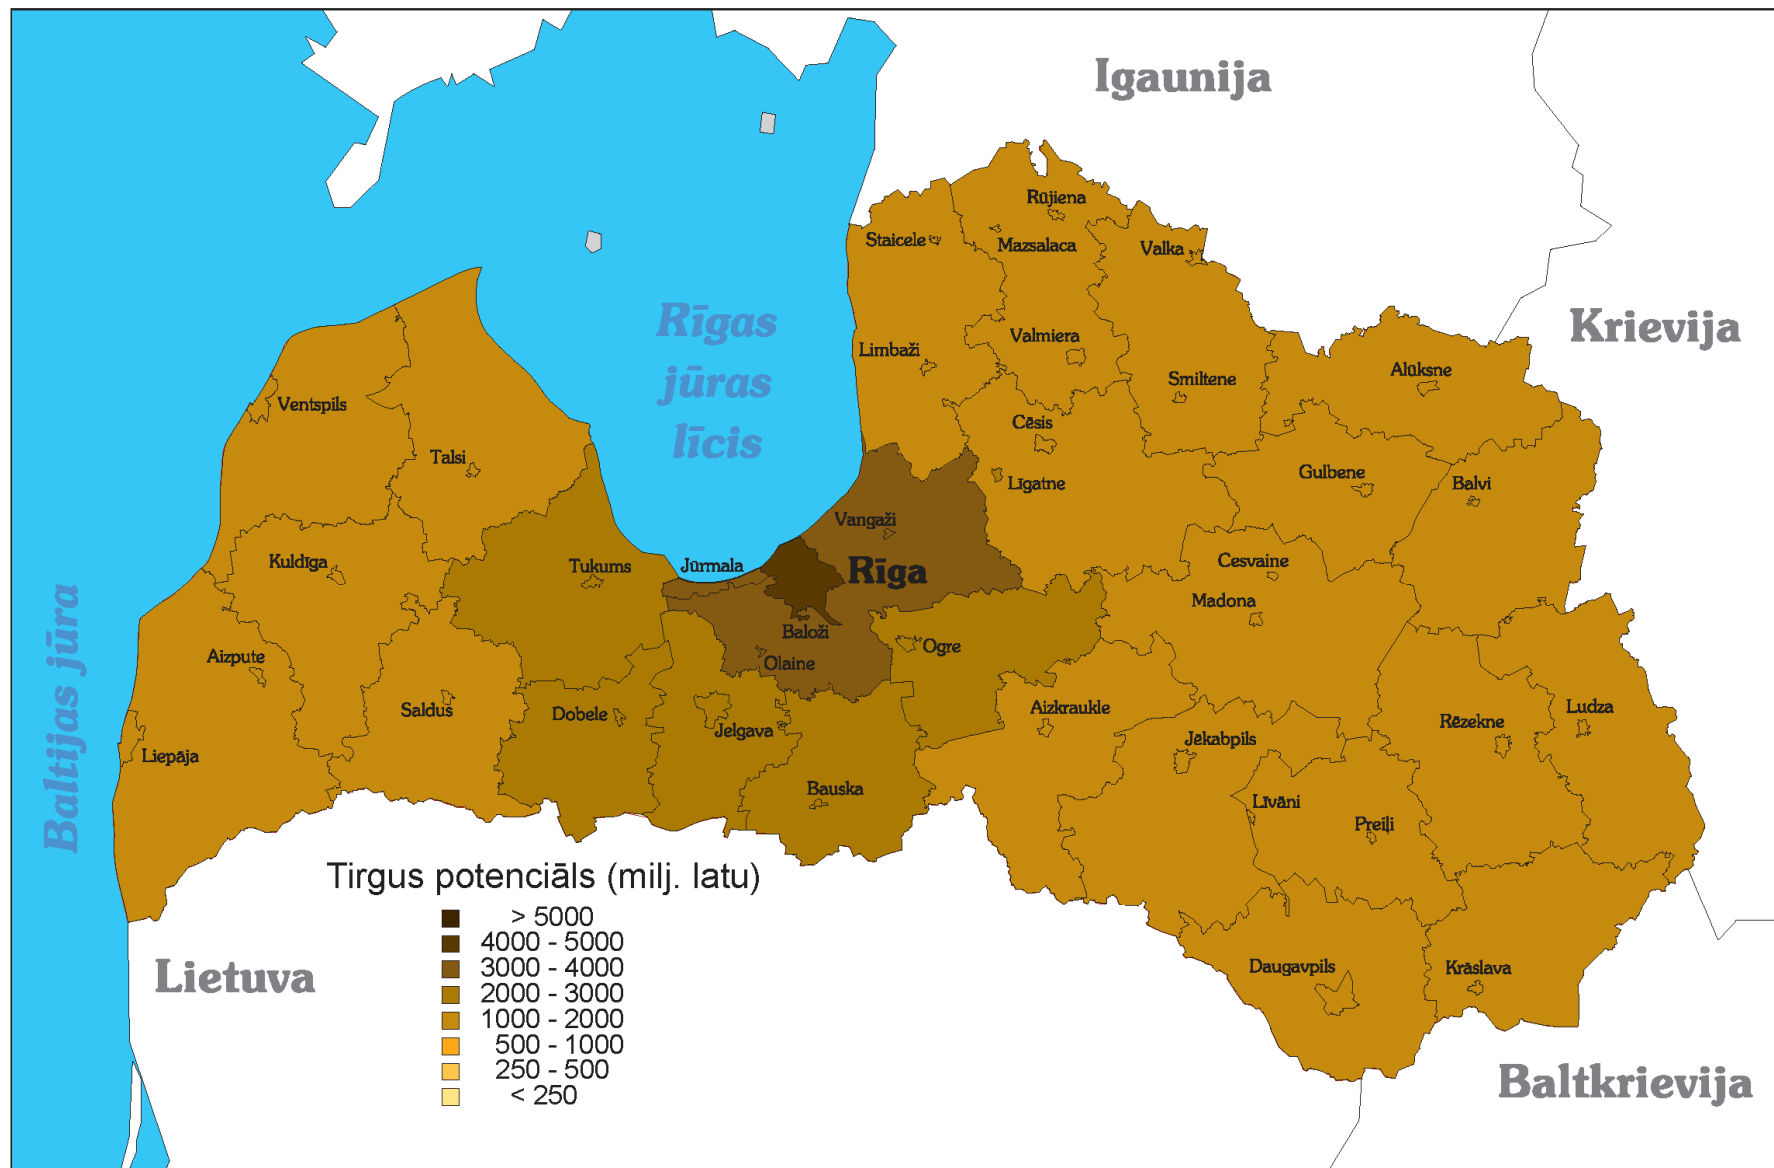 Igaunija
Krievija
Rīgas
jūras
līcis
Baltijas jūra
Rūjiena
Staicele
Mazsalaca
Valka
Limbaži
Valmiera
Smiltene
Alūksne
Ventspils
Cēsis
Talsi
Līgatne
Gulbene
Balvi
Vangaži
Kuldīga
Tukums
Jūrmala
Rīga
Cesvaine
Madona
Baloži
Ogre
Aizpute
Olaine
Saldus
Dobele
Jelgava
Aizkraukle
Jēkabpils
Rēzekne
Ludza
Liepāja
Bauska
Līvāni
Preiļi
Daugavpils
Krāslava
Lietuva
Baltkrievija
Tirgus potenciāls (milj. latu)
> 5000
4000 - 5000
3000 - 4000
2000 - 3000
1000 - 2000
500 - 1000
250 - 500
< 250